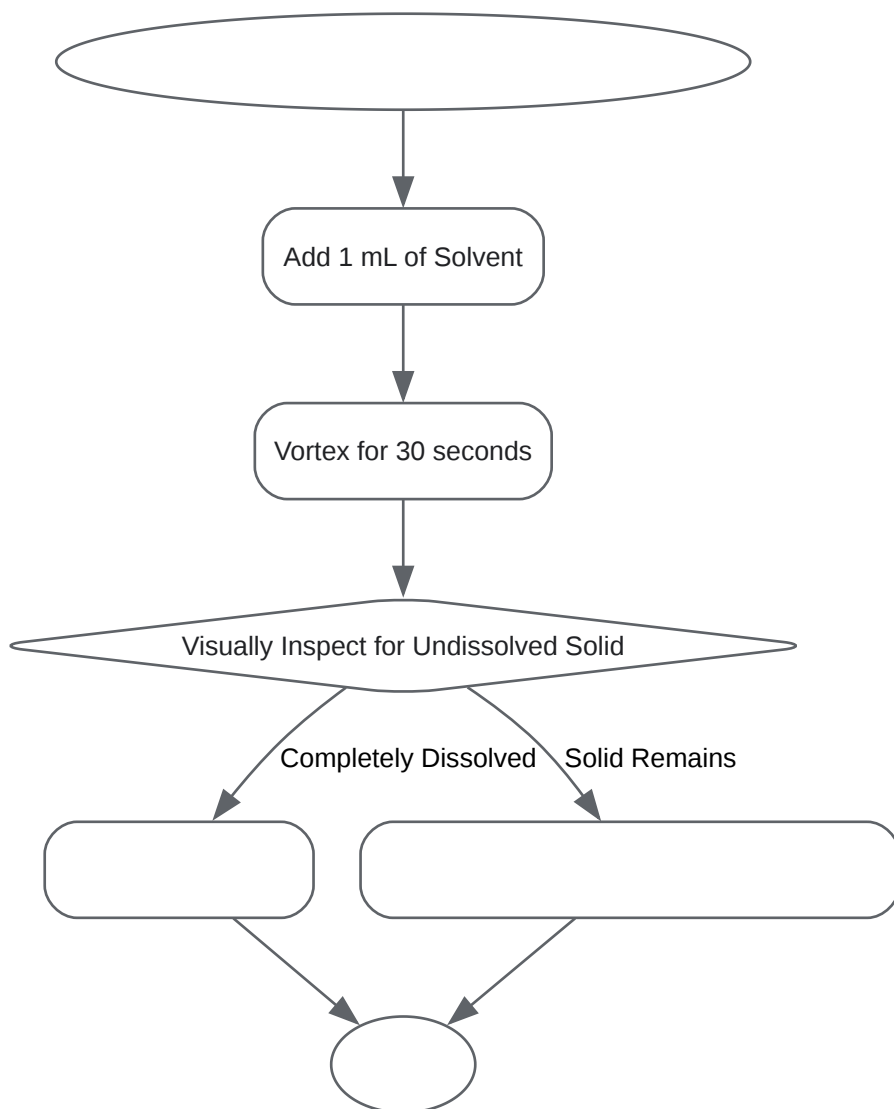 Add 1 mL of Solvent
Vortex for 30 seconds
Visually Inspect for Undissolved Solid
Completely Dissolved
Solid Remains